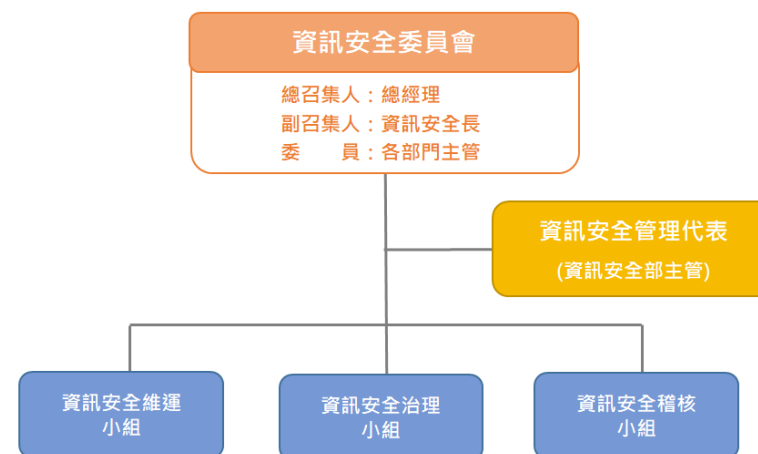 資訊安全委員會
總召集人：總經理
副召集人：資訊安全長
委　　員：各部門主管
資訊安全管理代表
(資訊安全部主管)
資訊安全維運
小組
資訊安全治理
小組
資訊安全稽核
小組